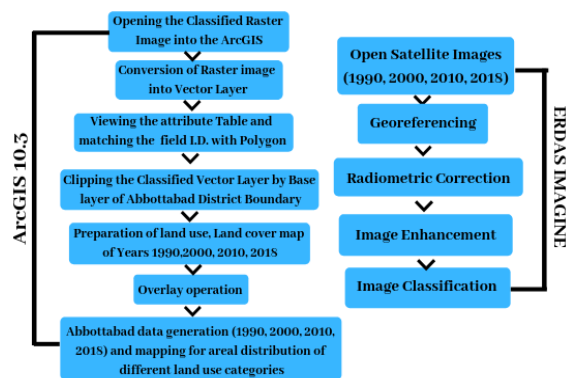 ArcGIS 10.3
Opening the Classified Raster
Image into the ArcGIS
Conversion of Raster image
into Vector Layer
Viewing the attribute Table and
matching the field I.D. with Polygon
Clipping the Classified Vector Layer by Base
layer of Abbottabad District Boundary
Preparation of land use, Land cover map
of Years 1990,2000, 2010, 2018
Overlay operation
Abbottabad data generation (1990, 2000, 2010,
2018) and mapping for areal distribution of
different land use categories
Open Satellite Images
(1990, 2000, 2010, 2018)
Georeferencing
Radiometric Correction
Image Enhancement
Image Classification
ERDAS IMAGINE